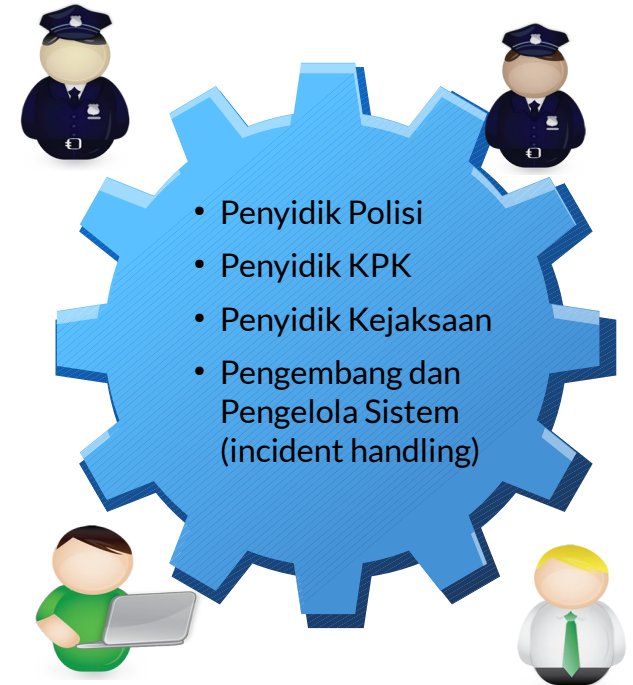 • Penyidik Polisi
• Penyidik KPK
• Penyidik Kejaksaan
• Pengembang dan
Pengelola Sistem
(incident handling)